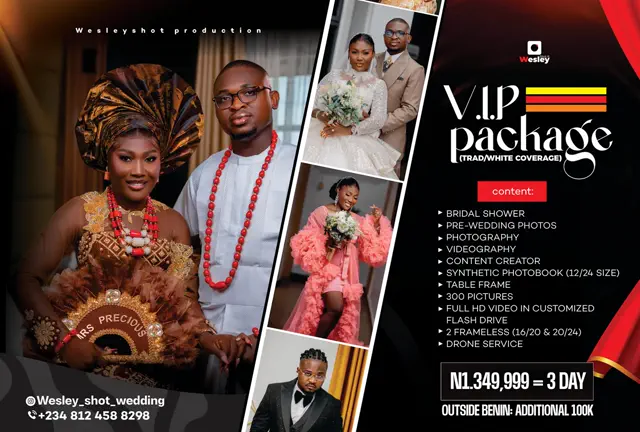 Wesleyshot production
MRS PRECIOUS
@Wesley_shot_wedding
+234 812 458 8298
Wesley
V.I.P
package
(TRAD/WHITE COVERAGE)
content:
BRIDAL SHOWER
PRE-WEDDING PHOTOS
PHOTOGRAPHY
VIDEOGRAPHY
CONTENT CREATOR
SYNTHETIC PHOTOBOOK (12/24 SIZE)
TABLE FRAME
300 PICTURES
FULL HD VIDEO IN CUSTOMIZED
FLASH DRIVE
2 FRAMELESS (16/20 & 20/24)
DRONE SERVICE
N1.349,999 = 3 DAY
OUTSIDE BENIN: ADDITIONAL 100K